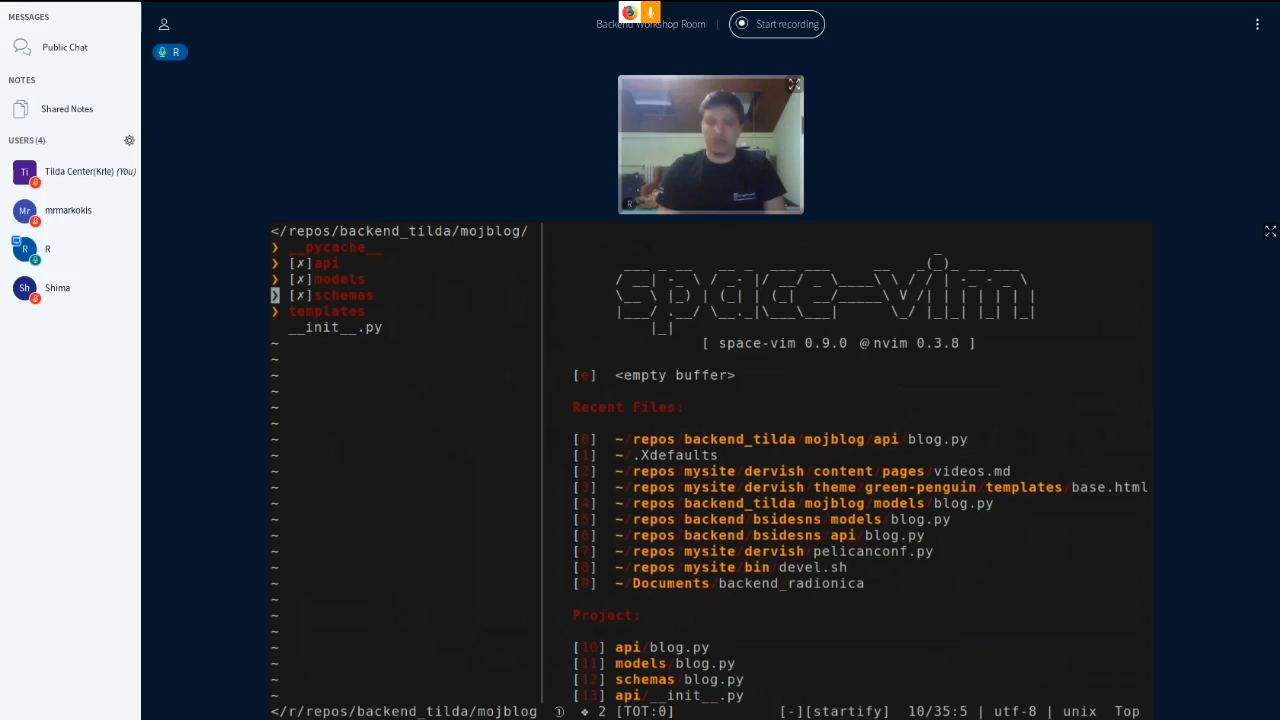 MESSAGES
Public Chat
NOTES
Shared Notes
USERS (4)
Ti Tilda Center(Krle) (You)
Mr mrmarkokis
R R
Sh Shima
Backend Workshop Room
Start recording
R
R
</repos/backend_tilda/mojblog/
❯ __pycache__
❯ [✗]api
❯ [✗]models
❯ [✗]schemas
❯ templates
__init__.py
space-vim
[ space-vim 0.9.0 @ nvim 0.3.8 ]
[e] <empty buffer>
Recent Files:
[0] ~/repos/backend_tilda/mojblog/api/blog.py
[1] ~/.Xdefaults
[2] ~/repos/mysite/dervish/content/pages/videos.md
[3] ~/repos/mysite/dervish/theme/green-penguin/templates/base.html
[4] ~/repos/backend_tilda/mojblog/models/blog.py
[5] ~/repos/backend/bsidesns/models/blog.py
[6] ~/repos/backend/bsidesns/api/blog.py
[7] ~/repos/mysite/dervish/pelicanconf.py
[8] ~/repos/mysite/bin/devel.sh
[9] ~/Documents/backend_radionica
Project:
[10] api/blog.py
[11] models/blog.py
[12] schemas/blog.py
[13] api/__init__.py
</r/repos/backend_tilda/mojblog ① ❖ 2 [TOT:0] [-][startify] 10/35:5 | utf-8 | unix Top